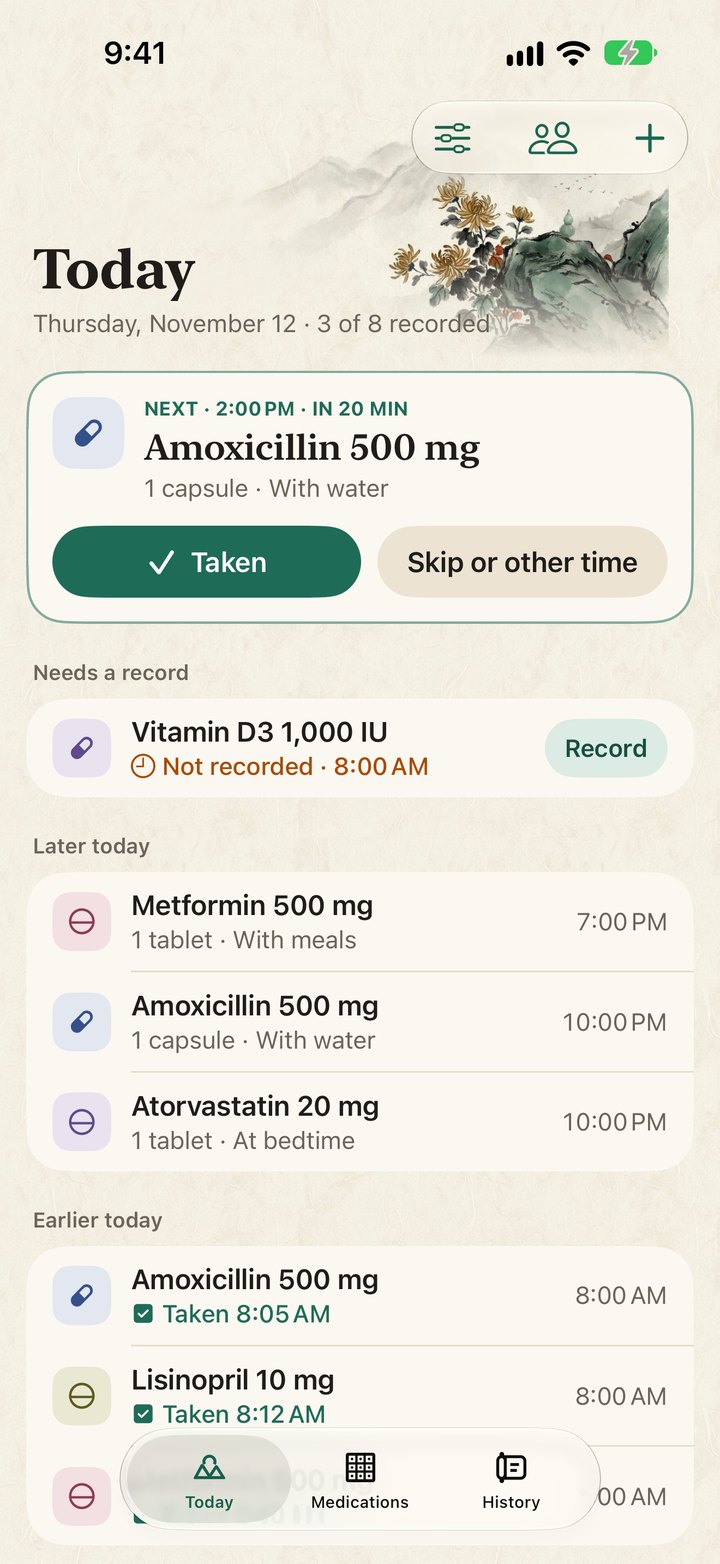 9:41
Today
Thursday, November 12 · 3 of 8 recorded
NEXT · 2:00 PM · IN 20 MIN
Amoxicillin 500 mg
1 capsule · With water
Taken
Skip or other time
Needs a record
Vitamin D3 1,000 IU
Not recorded · 8:00 AM
Record
Later today
Metformin 500 mg
1 tablet · With meals
7:00 PM
Amoxicillin 500 mg
1 capsule · With water
10:00 PM
Atorvastatin 20 mg
1 tablet · At bedtime
10:00 PM
Earlier today
Amoxicillin 500 mg
Taken 8:05 AM
8:00 AM
Lisinopril 10 mg
Taken 8:12 AM
8:00 AM
00 AM
Today
Medications
History